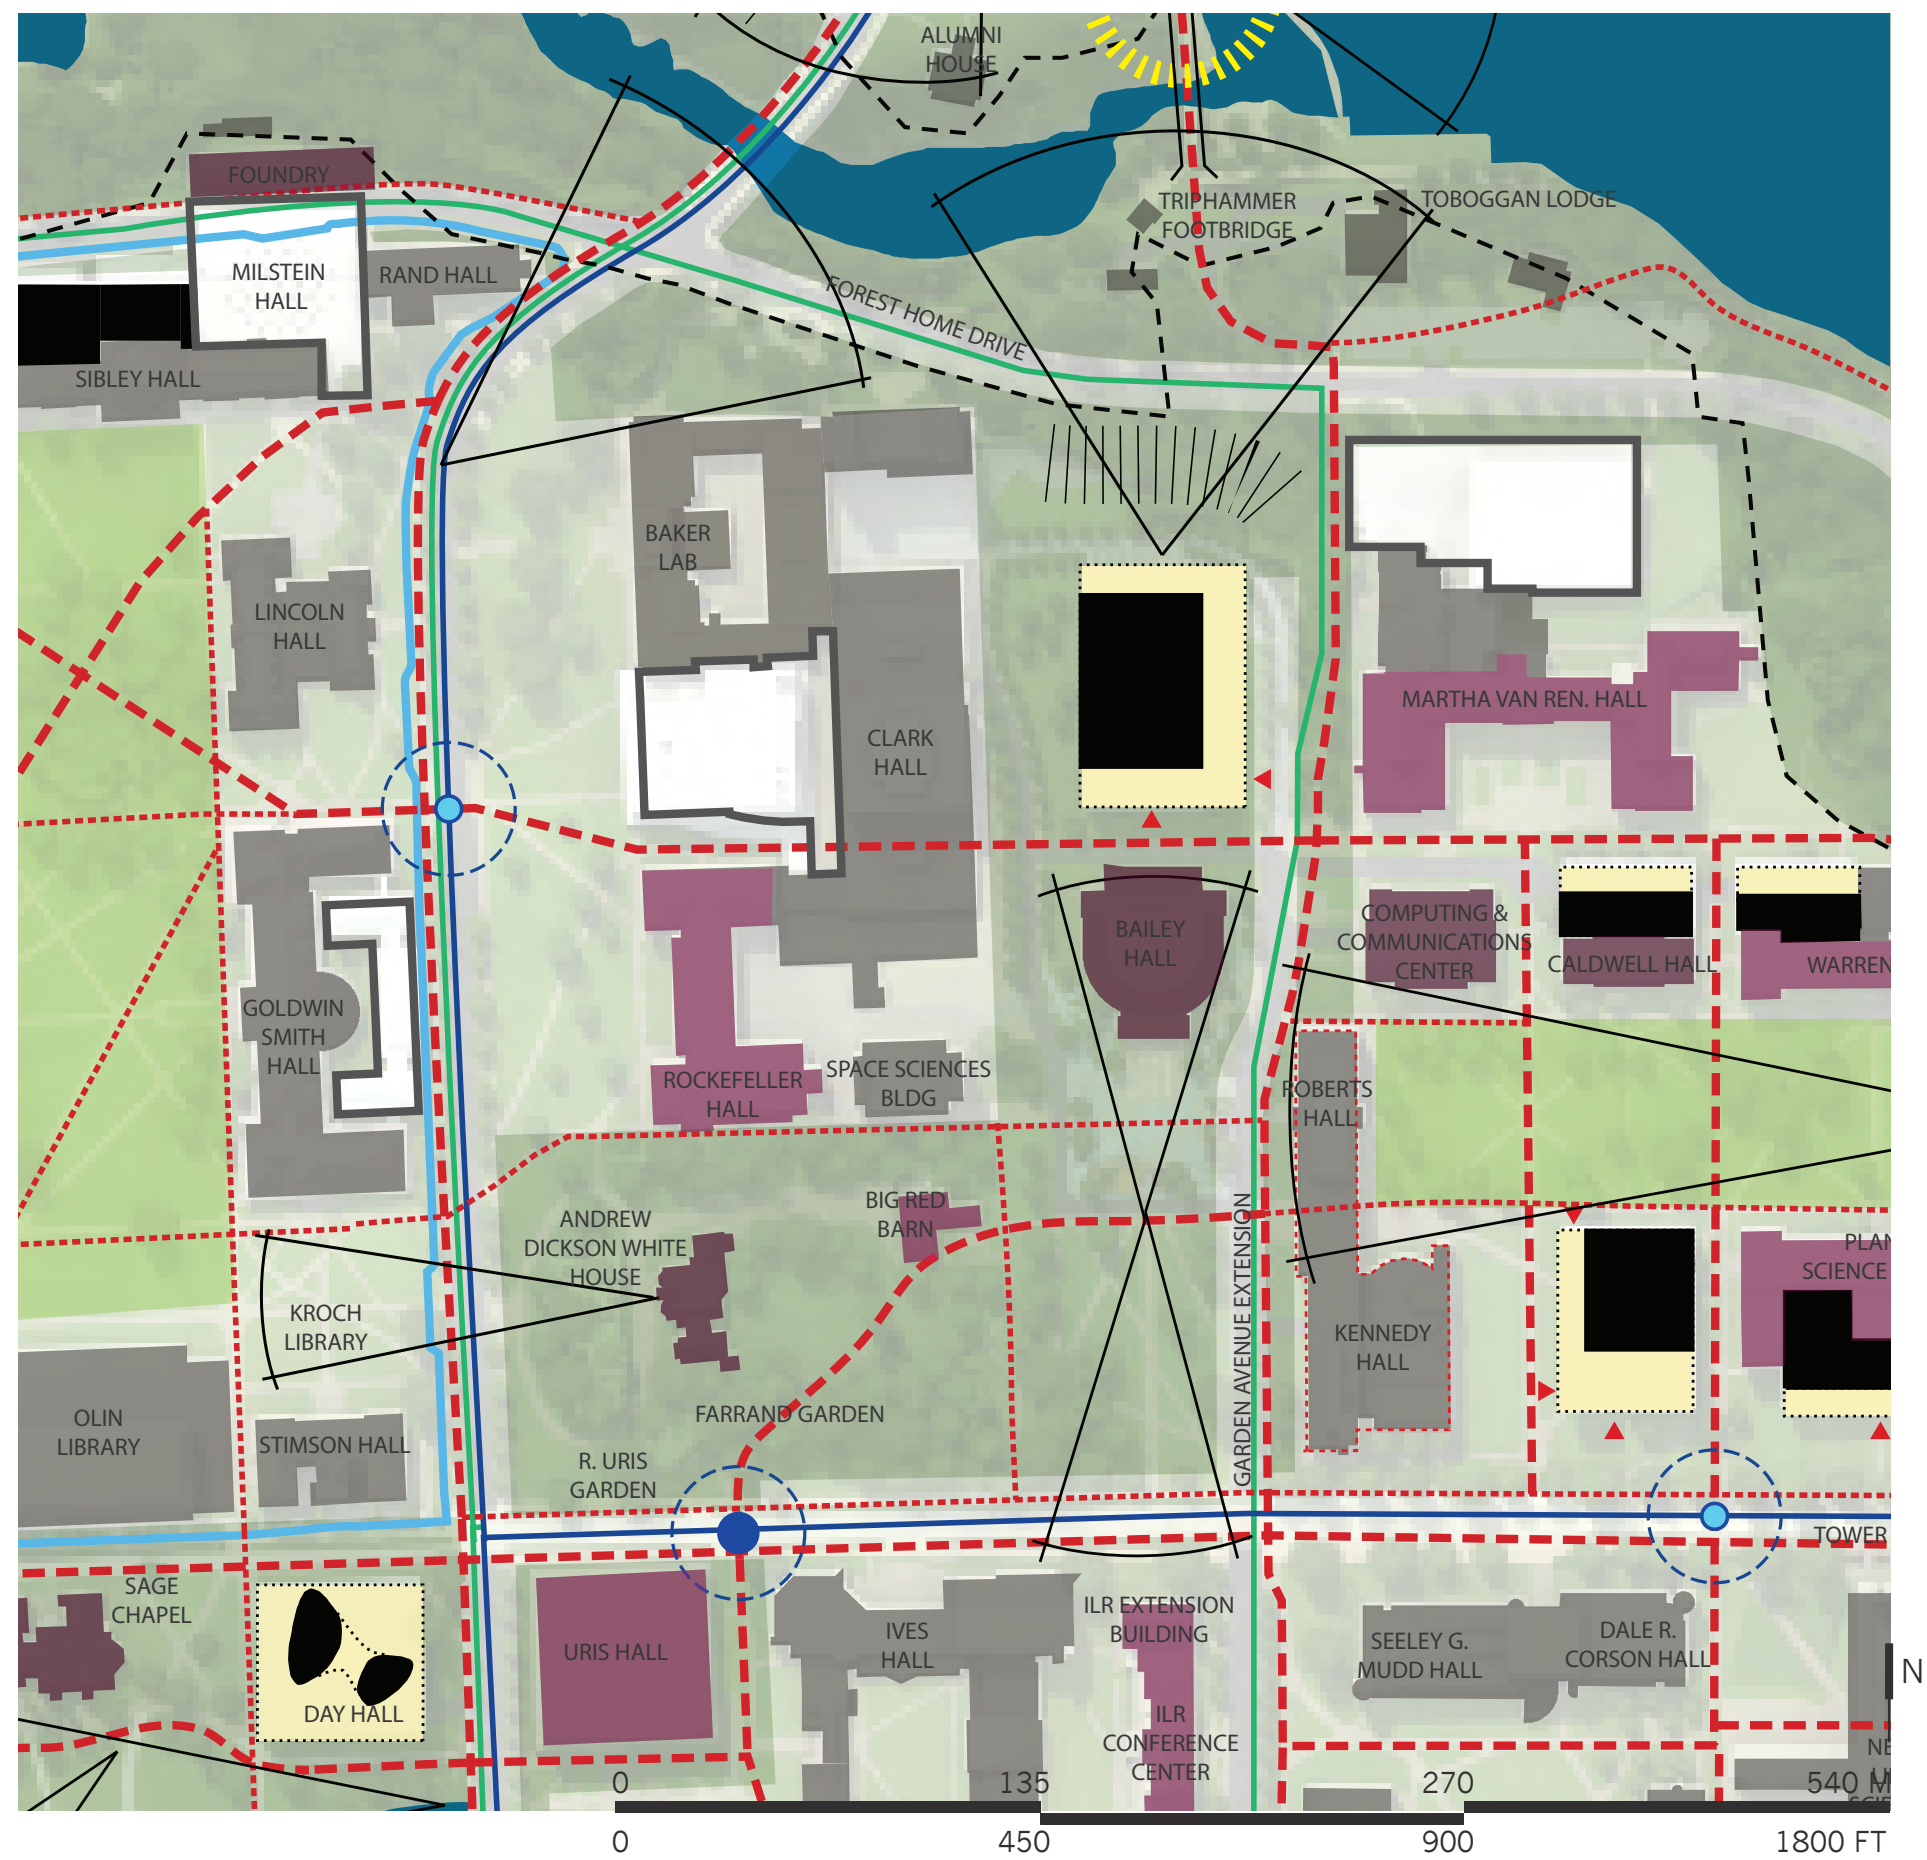 ALUMNI
HOUSE
FOUNDRY
TRIPHAMMER
FOOTBRIDGE
TOBOGGAN LODGE
MILSTEIN
HALL
RAND HALL
FOREST HOME DRIVE
SIBLEY HALL
BAKER
LAB
LINCOLN
HALL
MARTHA VAN REN. HALL
CLARK
HALL
COMPUTING &
COMMUNICATIONS
CENTER
BAILEY
HALL
CALDWELL HALL
WARREN
GOLDWIN
SMITH
HALL
ROCKEFELLER
HALL
SPACE SCIENCES
BLDG
ROBERTS
HALL
ANDREW
DICKSON WHITE
HOUSE
BIG RED
BARN
GARDEN AVENUE EXTENSION
PLAN
SCIENCE
KROCH
LIBRARY
KENNEDY
HALL
OLIN
LIBRARY
STIMSON HALL
FARRAND GARDEN
R. URIS
GARDEN
TOWER
SAGE
CHAPEL
ILR EXTENSION
BUILDING
URIS HALL
IVES
HALL
SEELEY G.
MUDD HALL
DALE R.
CORSON HALL
N
DAY HALL
ILR
CONFERENCE
CENTER
NE
0 135 270 540 M
0 450 900 1800 FT